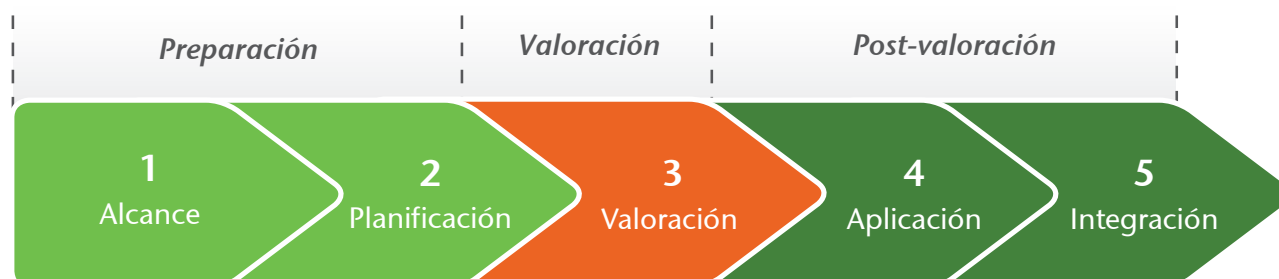 Preparación
Valoración
Post-valoración
1
Alcance
2
Planificación
3
Valoración
4
Aplicación
5
Integración